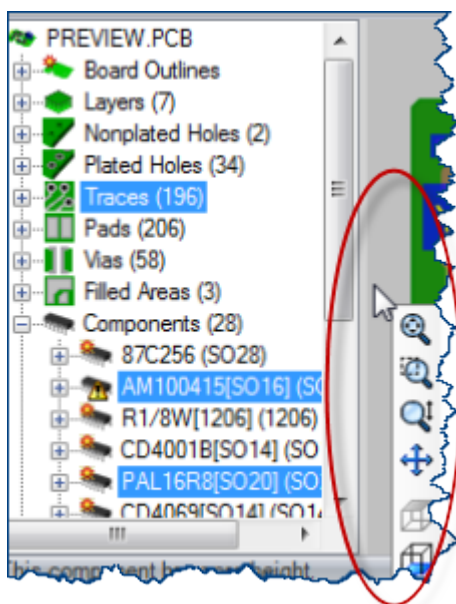 PREVIEW.PCB
Board Outlines
Layers (7)
Nonplated Holes (2)
Plated Holes (34)
Traces (196)
Pads (206)
Vias (58)
Filled Areas (3)
Components (28)
87C256 (SO28)
AM100415[SO16] (SO
R1/8W[1206] (1206)
CD4001B[SO14] (SO
PAL16R8[SO20] (SO
CD4069[SO14] (SO14
This component has zero height